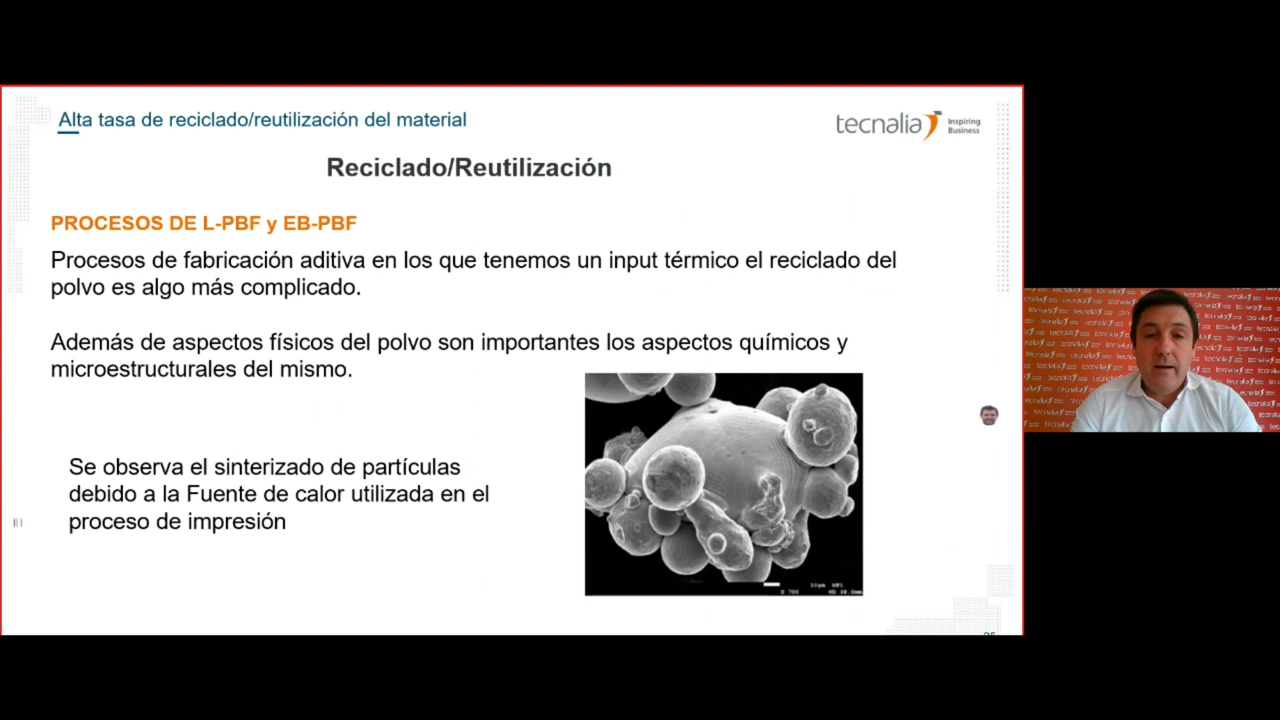 Alta tasa de reciclado/reutilización del material
tecnalia Inspiring
Business
Reciclado/Reutilización
PROCESOS DE L-PBF y EB-PBF
Procesos de fabricación aditiva en los que tenemos un input térmico el reciclado del
polvo es algo más complicado.
Además de aspectos físicos del polvo son importantes los aspectos químicos y
microestructurales del mismo.
Se observa el sinterizado de partículas
debido a la Fuente de calor utilizada en el
proceso de impresión
X 700